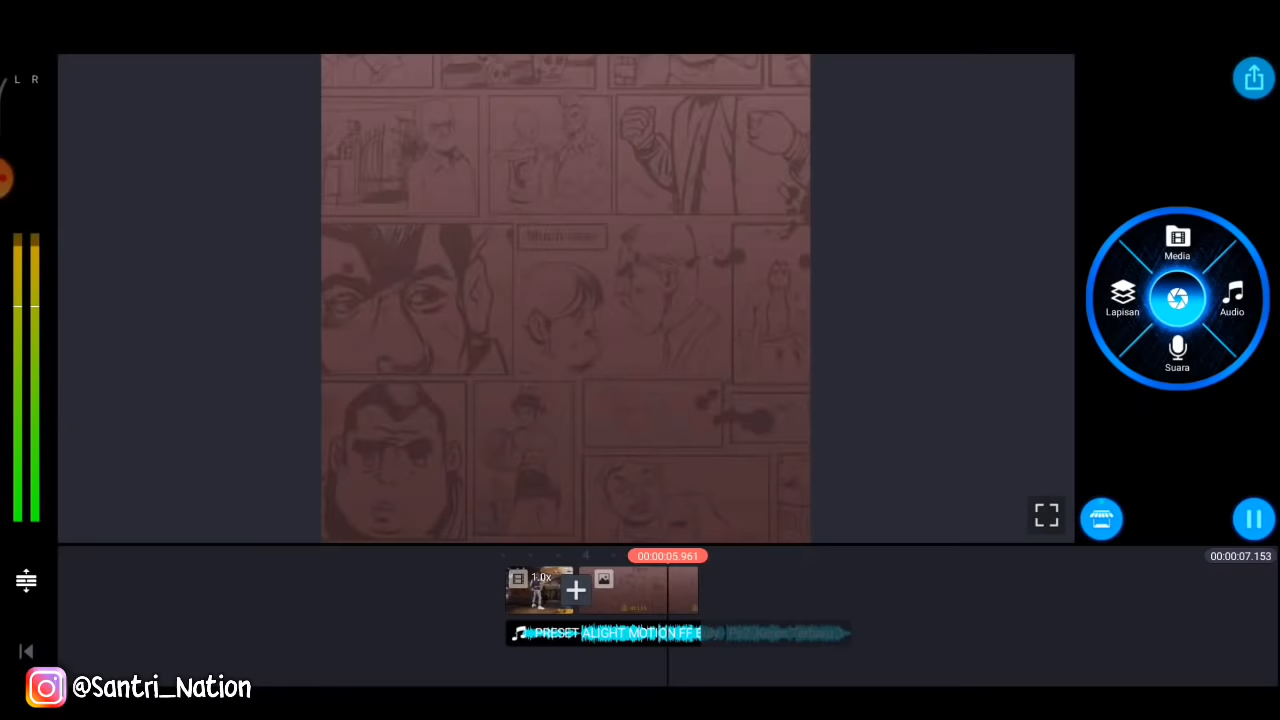 L R
Media
Lapisan
Audio
Suara
4
00:00:05.961
00:00:07.153
1.0x
PRESET ALIGHT MOTION FF
@Santri_Nation